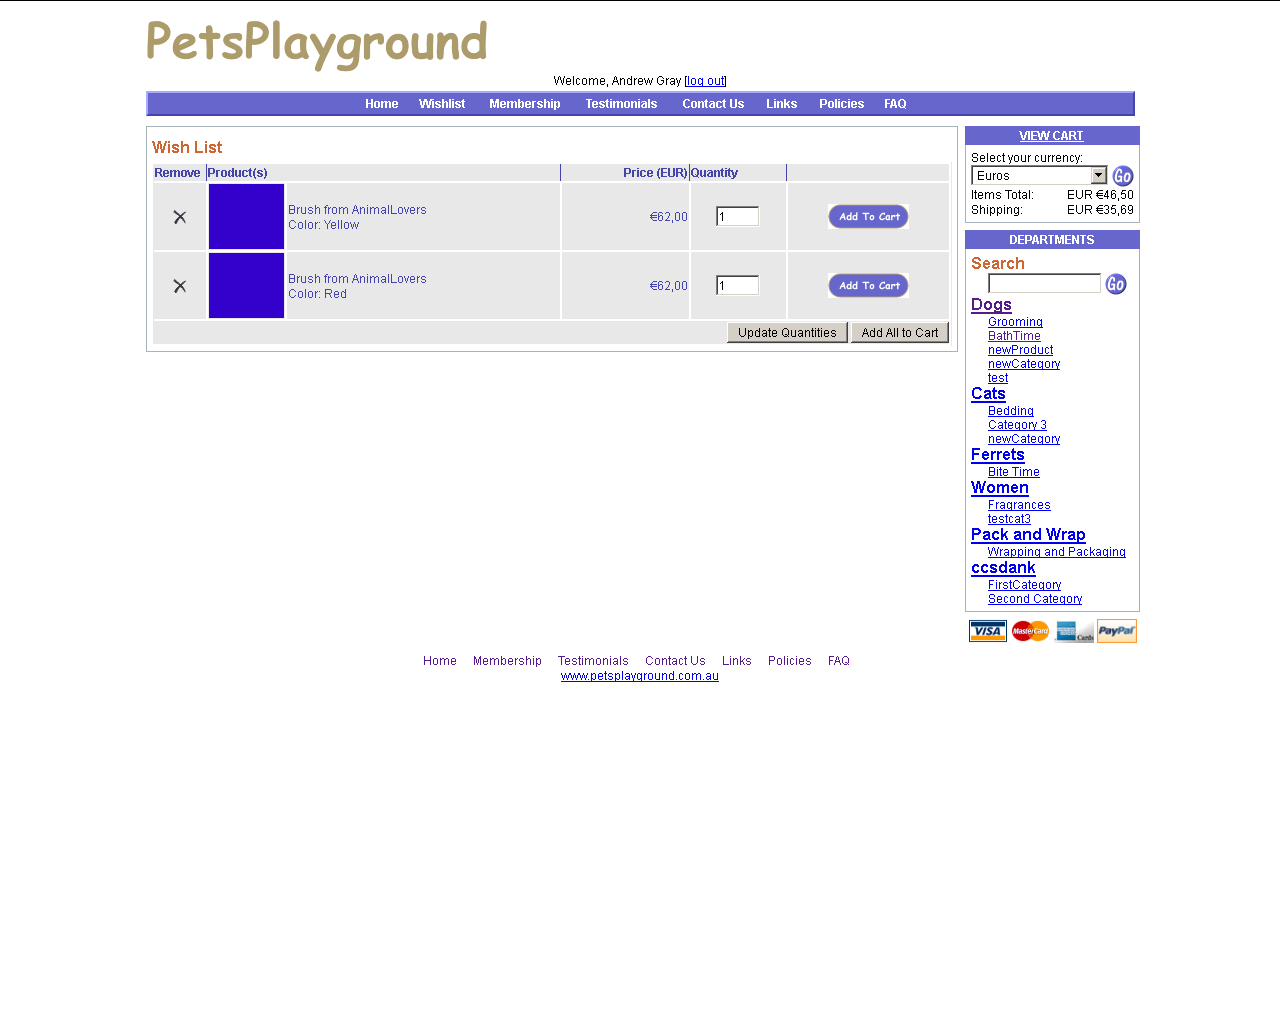 PetsPlayground
Welcome, Andrew Gray [log out]
Home Wishlist Membership Testimonials Contact Us Links Policies FAQ
Wish List
Remove Product(s) Price (EUR) Quantity
Brush from AnimalLovers
Color: Yellow
€62,00 1 Add To Cart
Brush from AnimalLovers
Color: Red
€62,00 1 Add To Cart
Update Quantities Add All to Cart
VIEW CART
Select your currency:
Euros Go
Items Total: EUR €46,50
Shipping: EUR €35,69
DEPARTMENTS
Search
Go
Dogs
Grooming
BathTime
newProduct
newCategory
test
Cats
Bedding
Category 3
newCategory
Ferrets
Bite Time
Women
Fragrances
testcat3
Pack and Wrap
Wrapping and Packaging
ccsdank
FirstCategory
Second Category
VISA MasterCard Cards PayPal
Home Membership Testimonials Contact Us Links Policies FAQ
www.petsplayground.com.au